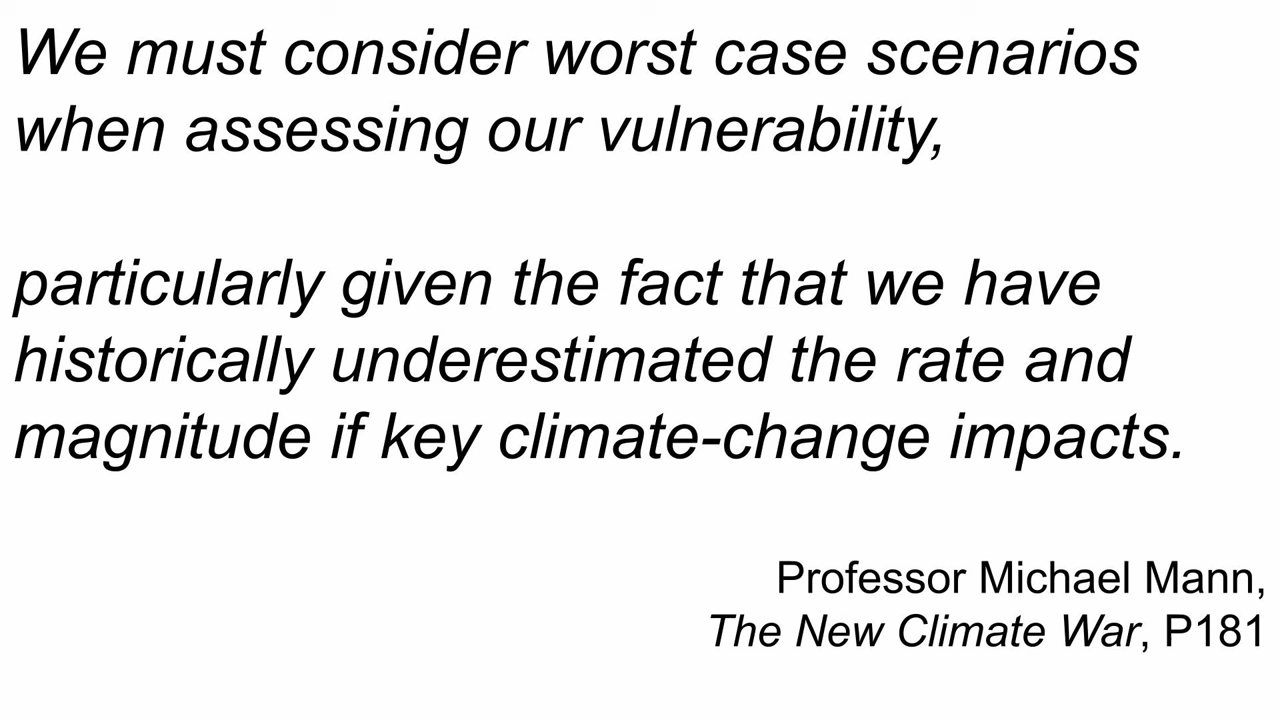 We must consider worst case scenarios
when assessing our vulnerability,
particularly given the fact that we have
historically underestimated the rate and
magnitude if key climate-change impacts.
Professor Michael Mann,
The New Climate War, P181